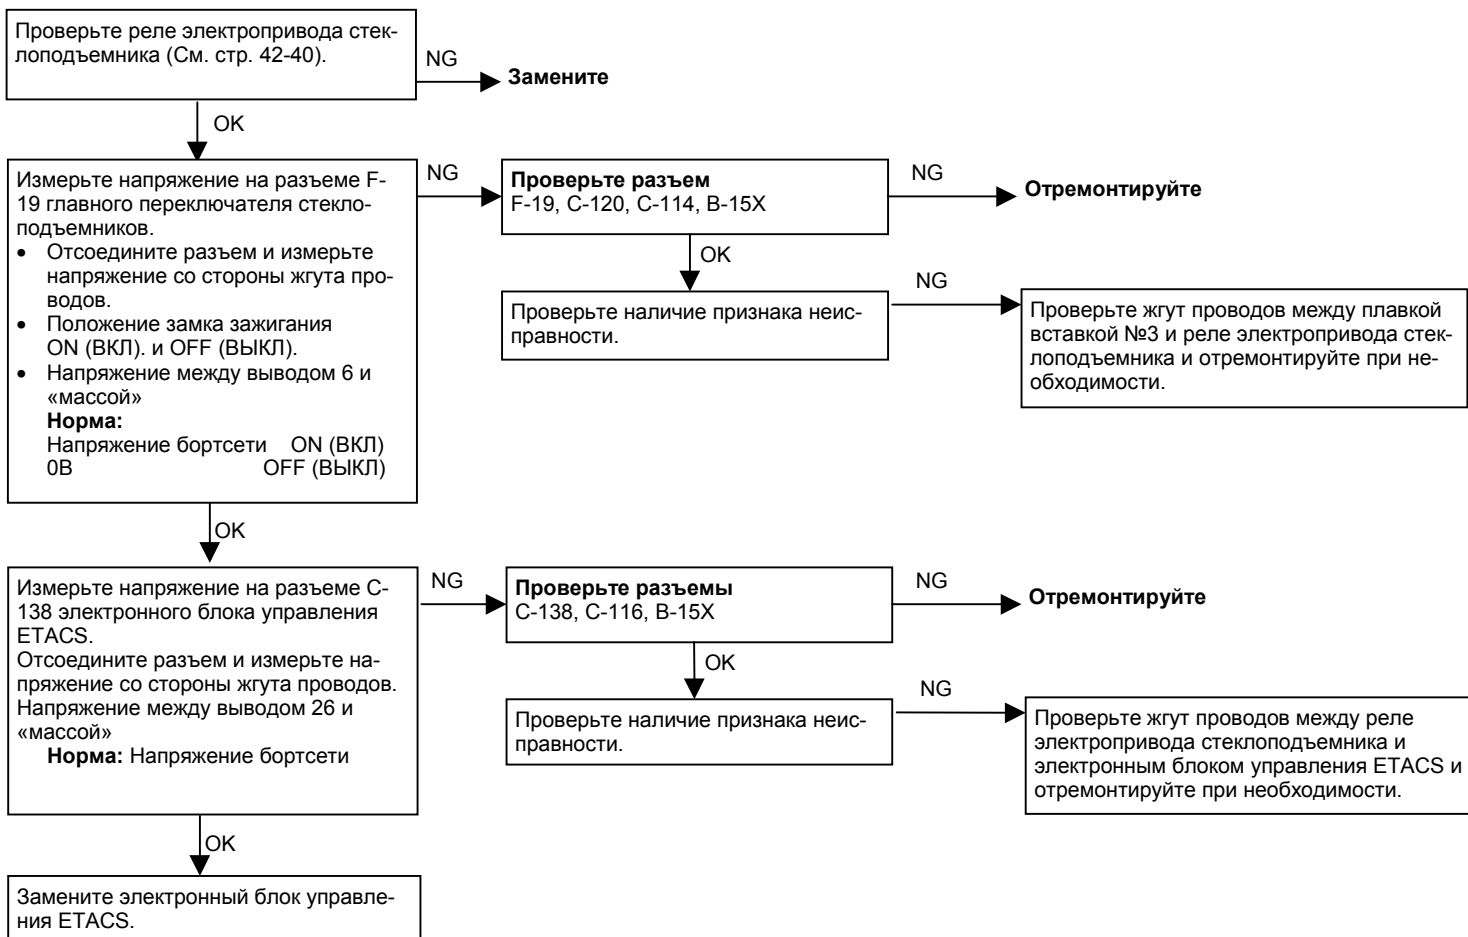 Проверьте реле электропривода стек-
лоподъемника (См. стр. 42-40).
NG
Замените
OK
Измерьте напряжение на разъеме F-
19 главного переключателя стекло-
подъемников.
• Отсоедините разъем и измерьте
напряжение со стороны жгута про-
водов.
• Положение замка зажигания
ON (ВКЛ). и OFF (ВЫКЛ).
• Напряжение между выводом 6 и
«массой»
Норма:
Напряжение бортсети ON (ВКЛ)
0В OFF (ВЫКЛ)
NG
Проверьте разъем
F-19, C-120, C-114, B-15X
NG
Отремонтируйте
OK
Проверьте наличие признака неис-
правности.
NG
Проверьте жгут проводов между плавкой
вставкой №3 и реле электропривода стек-
лоподъемника и отремонтируйте при не-
обходимости.
OK
Измерьте напряжение на разъеме C-
138 электронного блока управления
ETACS.
Отсоедините разъем и измерьте на-
пряжение со стороны жгута проводов.
Напряжение между выводом 26 и
«массой»
Норма: Напряжение бортсети
NG
Проверьте разъемы
C-138, C-116, B-15X
NG
Отремонтируйте
OK
Проверьте наличие признака неис-
правности.
NG
Проверьте жгут проводов между реле
электропривода стеклоподъемника и
электронным блоком управления ETACS и
отремонтируйте при необходимости.
OK
Замените электронный блок управле-
ния ETACS.